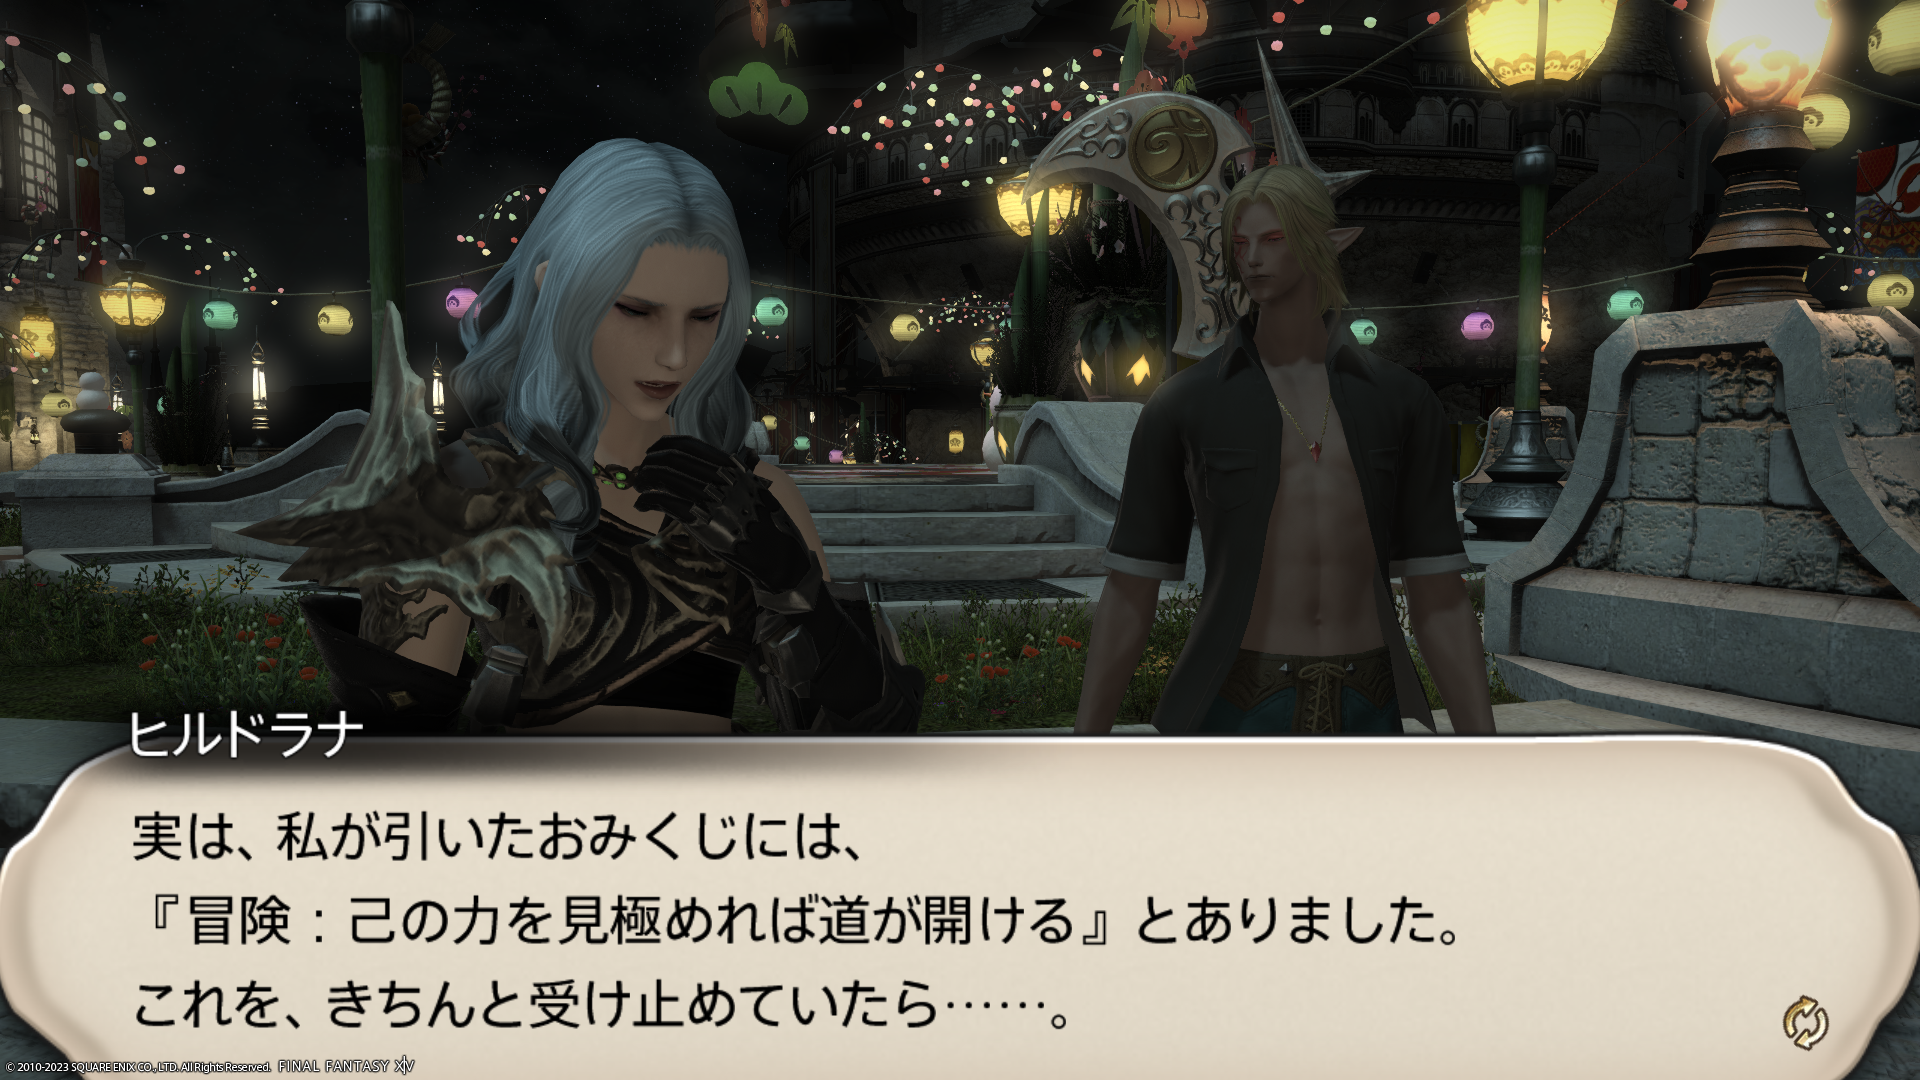 ヒルドラナ
実は、私が引いたおみくじには、
『冒険：己の力を見極めれば道が開ける』とありました。
これを、きちんと受け止めていたら……。
© 2010-2023 SQUARE ENIX CO., LTD. All Rights Reserved. FINAL FANTASY XIV